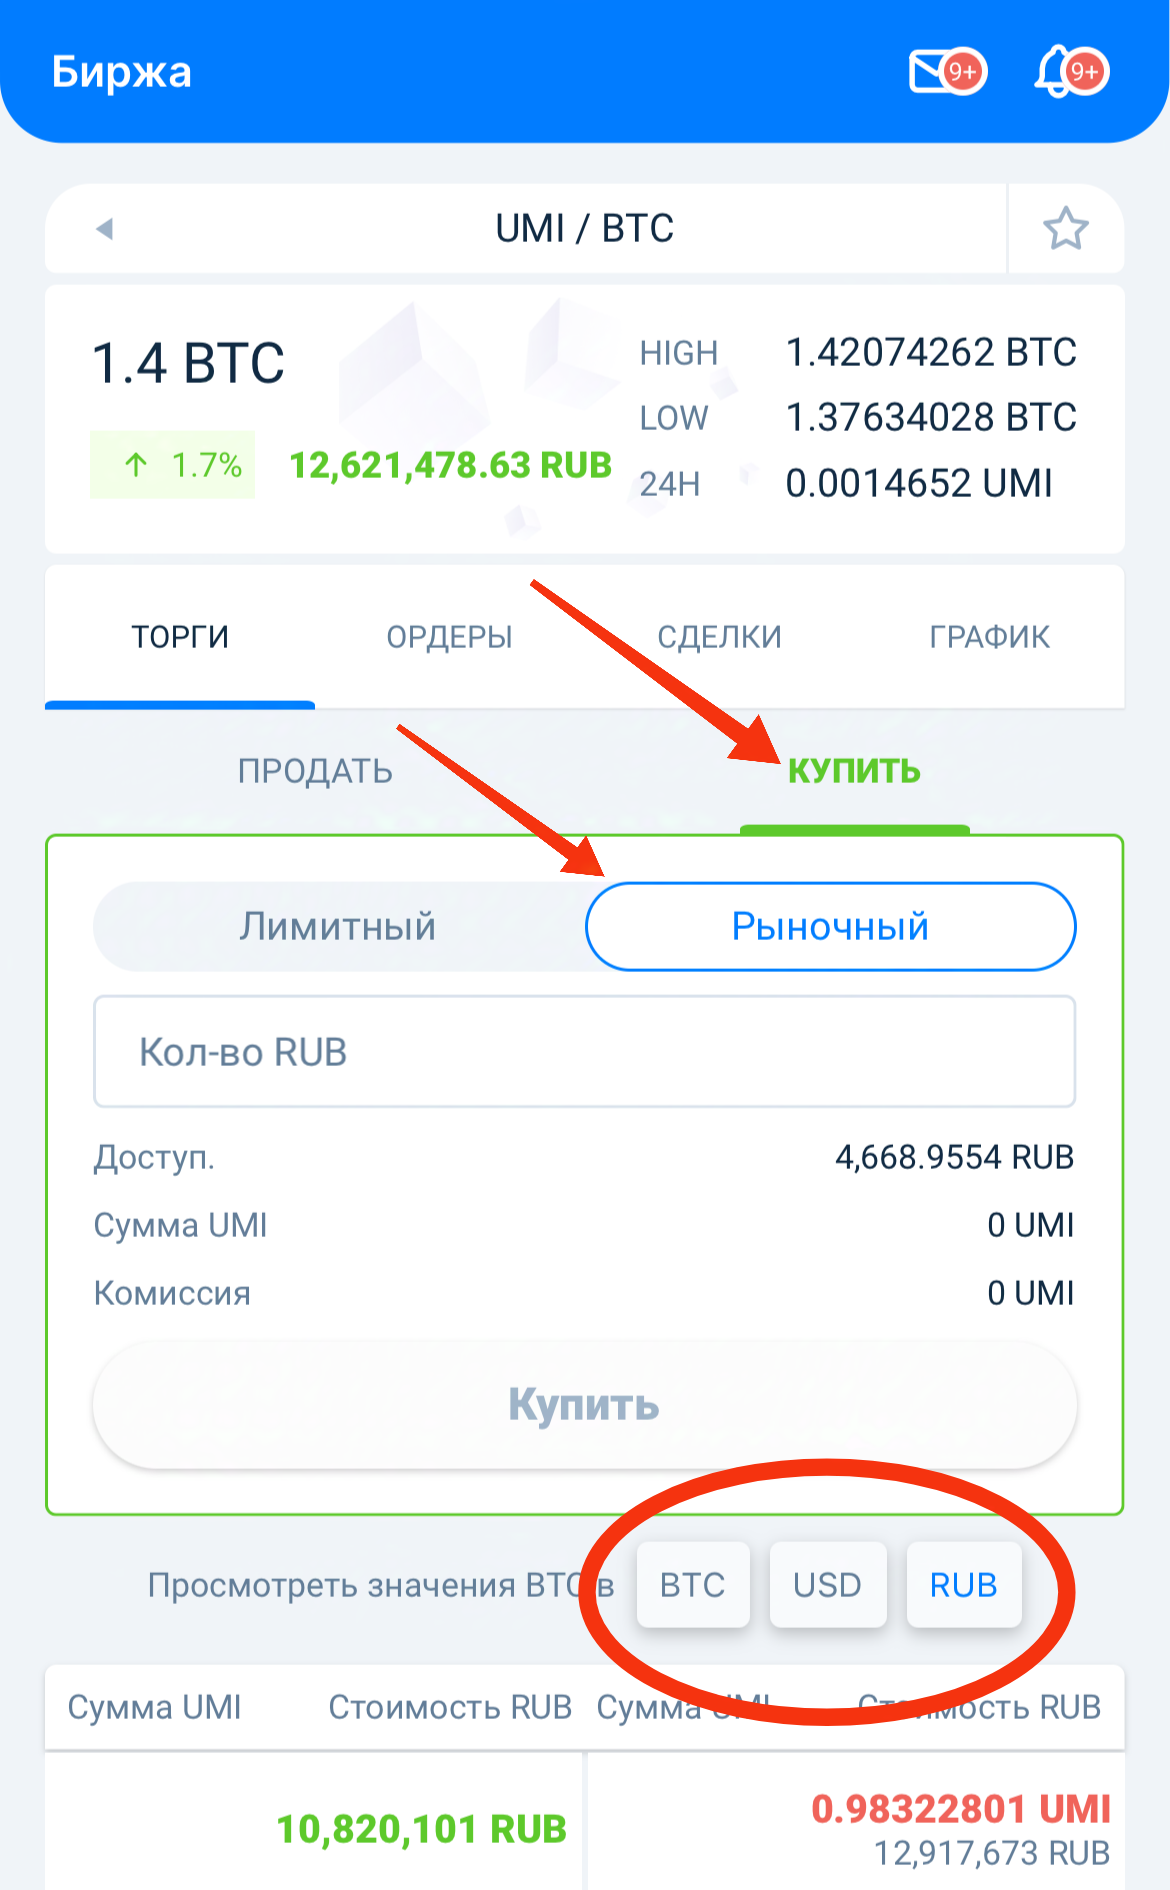 Биржа
9+
9+
UMI / BTC
1.4 BTC
HIGH 1.42074262 BTC
LOW 1.37634028 BTC
↑ 1.7% 12,621,478.63 RUB
24H 0.0014652 UMI
ТОРГИ ОРДЕРЫ СДЕЛКИ ГРАФИК
ПРОДАТЬ КУПИТЬ
Лимитный Рыночный
Кол-во RUB
Доступ. 4,668.9554 RUB
Сумма UMI 0 UMI
Комиссия 0 UMI
Купить
Просмотреть значения BTC в BTC USD RUB
Сумма UMI Стоимость RUB Сумма UMI Стоимость RUB
10,820,101 RUB 0.98322801 UMI
12,917,673 RUB